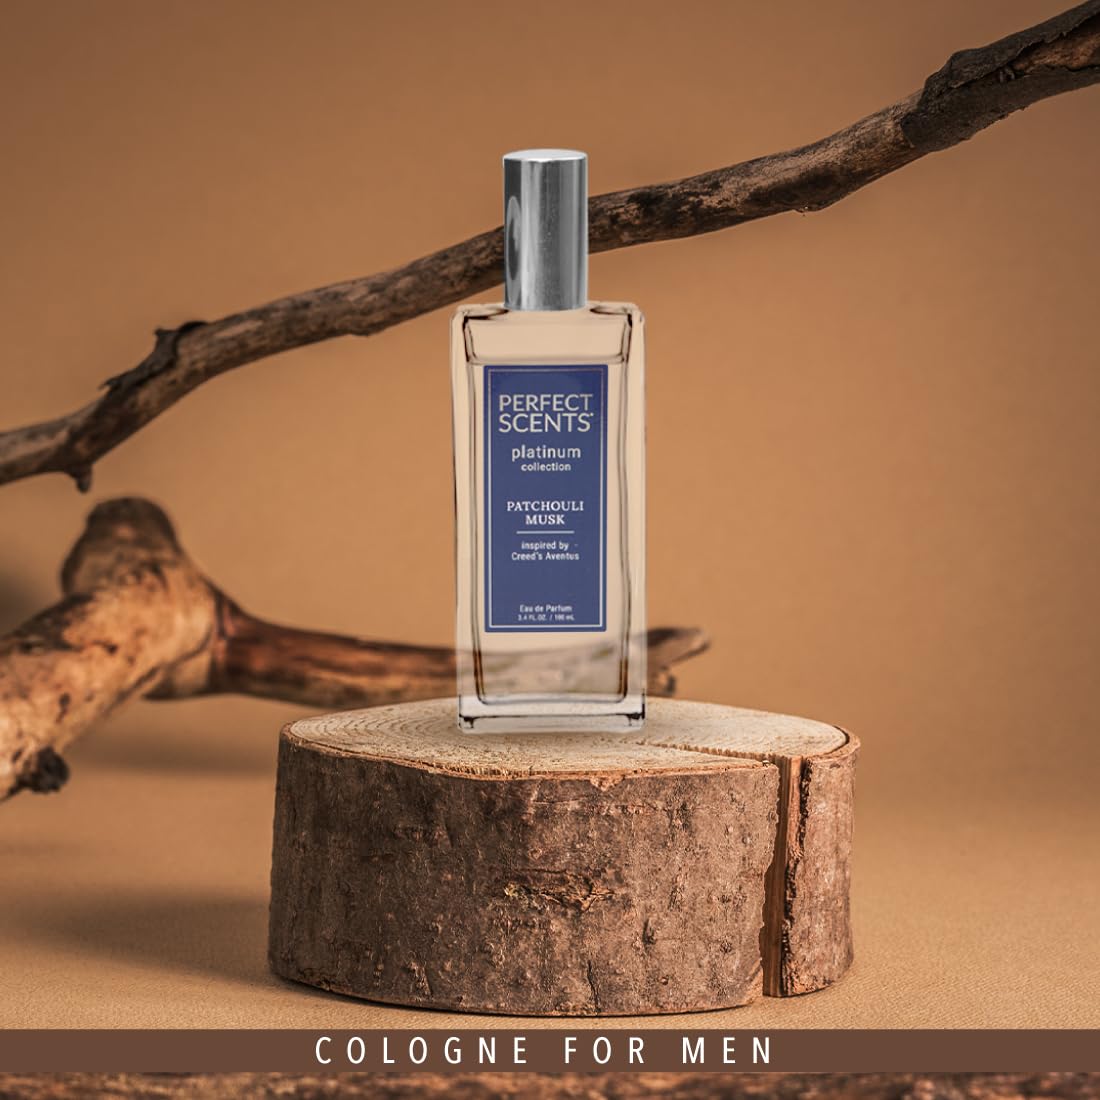 PERFECT
SCENTS
platinum
collection
PATCHOULI
MUSK
inspired by
Creed's Aventus
Eau de Parfum
3.4 FL. OZ. / 100 mL
COLOGNE FOR MEN